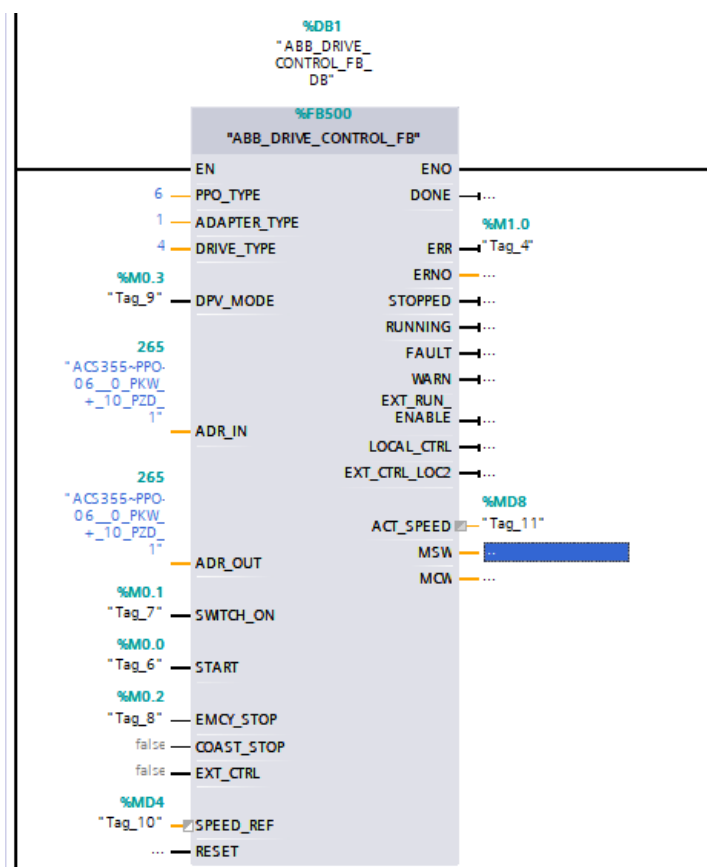 %DB1
"ABB_DRIVE_
CONTROL_FB_
DB"
%FB500
"ABB_DRIVE_CONTROL_FB"
EN ENO
6 PPO_TYPE DONE ...
1 ADAPTER_TYPE %M1.0
4 DRIVE_TYPE ERR "Tag_4"
ERNO ...
%M0.3
"Tag_9" DPV_MODE STOPPED ...
RUNNING ...
265 FAULT ...
"ACS355~PPO-
06__0_PKW_ WARN ...
+_10_PZD_ EXT_RUN_
1" ENABLE ...
ADR_IN
LOCAL_CTRL ...
265 EXT_CTRL_LOC2 ...
"ACS355~PPO- %MD8
06__0_PKW_ ACT_SPEED "Tag_11"
+_10_PZD_
1" MSW ...
ADR_OUT MCW ...
%M0.1
"Tag_7" SWITCH_ON
%M0.0
"Tag_6" START
%M0.2
"Tag_8" EMCY_STOP
false COAST_STOP
false EXT_CTRL
%MD4
"Tag_10" SPEED_REF
... RESET